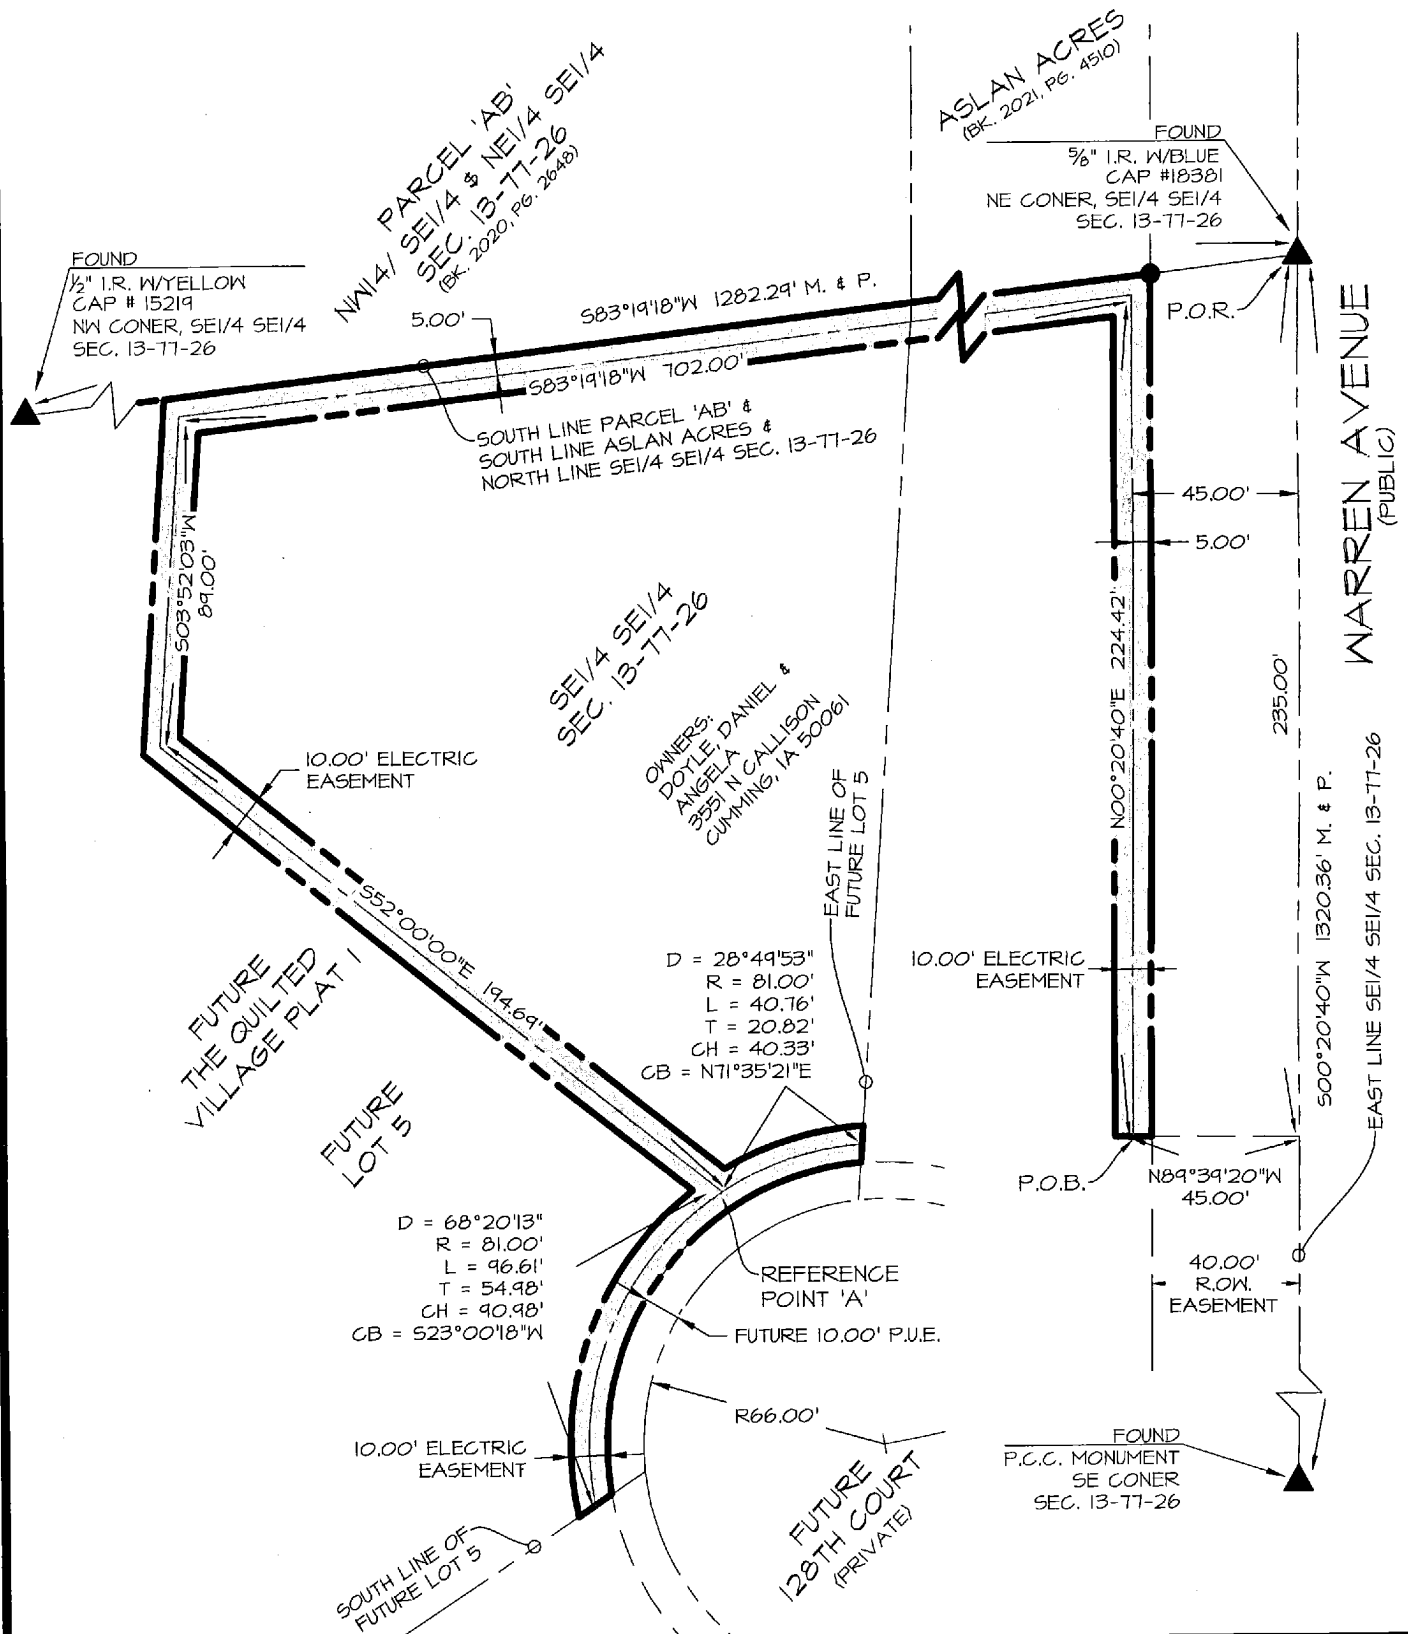 PARCEL 'AB'
NW14/ SE1/4 & NE1/4 SE1/4
SEC. 13-77-26
(BK. 2020, PG. 2648)
ASLAN ACRES
(BK. 2021, PG. 4510)
FOUND
5/8" I.R. W/BLUE
CAP #18381
NE CONER, SE1/4 SE1/4
SEC. 13-77-26
FOUND
1/2" I.R. W/YELLOW
CAP # 15219
NW CONER, SE1/4 SE1/4
SEC. 13-77-26
5.00'
S83°19'18"W 1282.29' M. & P.
P.O.R.
S83°19'18"W 702.00'
SOUTH LINE PARCEL 'AB' &
SOUTH LINE ASLAN ACRES &
NORTH LINE SE1/4 SE1/4 SEC. 13-77-26
WARREN AVENUE
(PUBLIC)
45.00'
5.00'
S03°52'03"W
89.00'
SE1/4 SE1/4
SEC. 13-77-26
N00°20'40"E 224.42'
235.00'
OWNERS:
DOYLE, DANIEL &
ANGELA
3551 N CALLISON
CUMMING, IA 50061
10.00' ELECTRIC
EASEMENT
EAST LINE OF
FUTURE LOT 5
S00°20'40"W 1320.36' M. & P.
EAST LINE SE1/4 SE1/4 SEC. 13-77-26
S52°00'00"E 194.69'
FUTURE
THE QUILTED
VILLAGE PLAT 1
D = 28°49'53"
R = 81.00'
L = 40.76'
T = 20.82'
CH = 40.33'
CB = N71°35'21"E
10.00' ELECTRIC
EASEMENT
FUTURE
LOT 5
P.O.B.
N89°39'20"W
45.00'
D = 68°20'13"
R = 81.00'
L = 96.61'
T = 54.98'
CH = 90.98'
CB = S23°00'18"W
REFERENCE
POINT 'A'
40.00'
R.O.W.
EASEMENT
FUTURE 10.00' P.U.E.
R66.00'
10.00' ELECTRIC
EASEMENT
FOUND
P.C.C. MONUMENT
SE CONER
SEC. 13-77-26
FUTURE
128TH COURT
(PRIVATE)
SOUTH LINE OF
FUTURE LOT 5